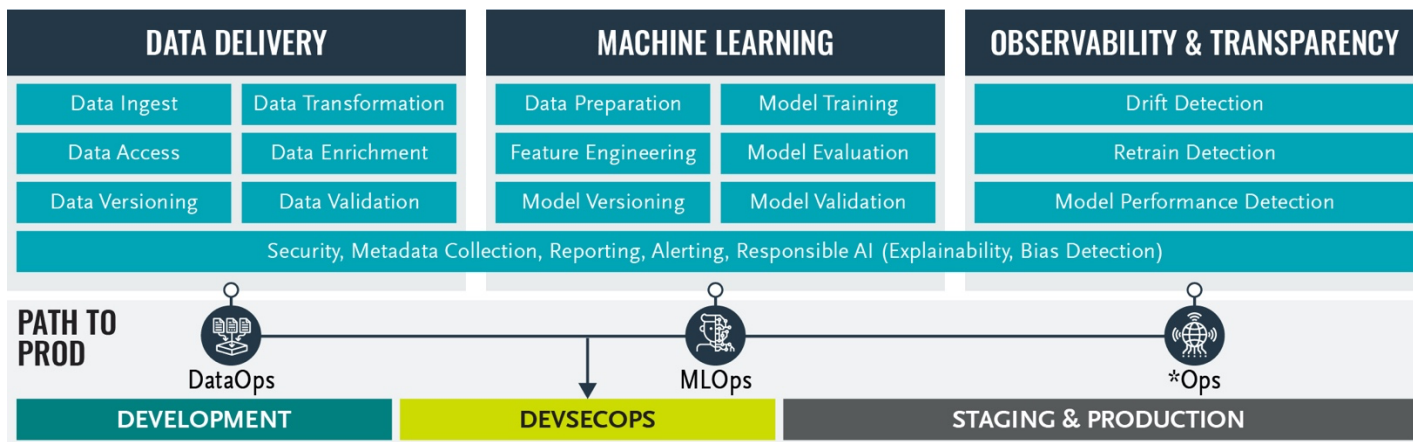 DATA DELIVERY
Data Ingest
Data Transformation
Data Access
Data Enrichment
Data Versioning
Data Validation
MACHINE LEARNING
Data Preparation
Model Training
Feature Engineering
Model Evaluation
Model Versioning
Model Validation
OBSERVABILITY & TRANSPARENCY
Drift Detection
Retrain Detection
Model Performance Detection
Security, Metadata Collection, Reporting, Alerting, Responsible AI (Explainability, Bias Detection)
PATH TO
PROD
DataOps
MLOps
*Ops
DEVELOPMENT
DEVSECOPS
STAGING & PRODUCTION